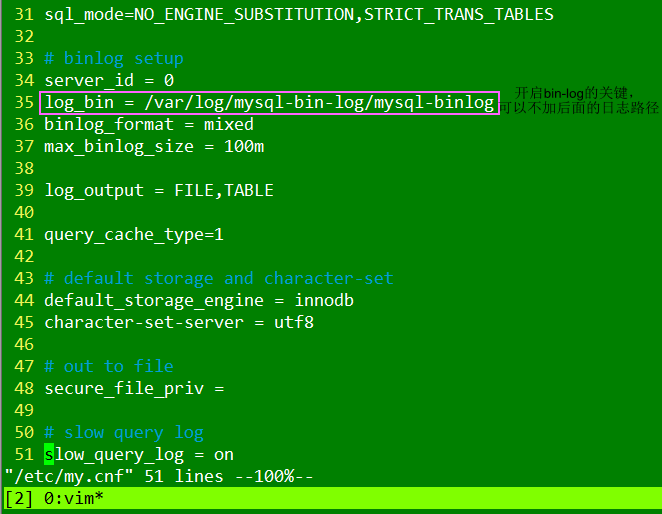 31 sql_mode=NO_ENGINE_SUBSTITUTION,STRICT_TRANS_TABLES
32
33 # binlog setup
34 server_id = 0
35 log_bin = /var/log/mysql-bin-log/mysql-binlog
开启bin-log的关键,
可以不加后面的日志路径
36 binlog_format = mixed
37 max_binlog_size = 100m
38
39 log_output = FILE,TABLE
40
41 query_cache_type=1
42
43 # default storage and character-set
44 default_storage_engine = innodb
45 character-set-server = utf8
46
47 # out to file
48 secure_file_priv =
49
50 # slow query log
51 slow_query_log = on
"/etc/my.cnf" 51 lines --100%--
[2] 0:vim*